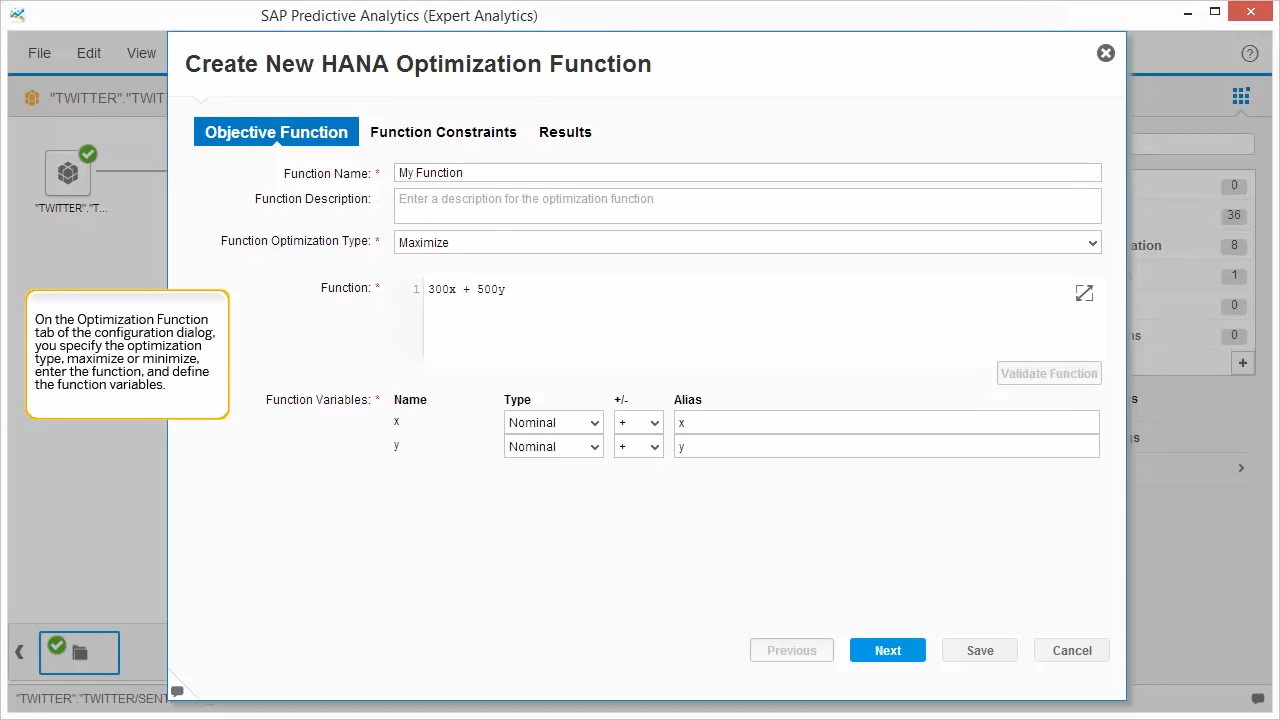 SAP Predictive Analytics (Expert Analytics)
File Edit View
"TWITTER"."TWIT
"TWITTER"."T...
Create New HANA Optimization Function
Objective Function Function Constraints Results
Function Name: * My Function
Function Description: Enter a description for the optimization function
Function Optimization Type: * Maximize
Function: * 1 300x + 500y
Validate Function
Function Variables: * Name Type +/- Alias
x Nominal + x
y Nominal + y
On the Optimization Function
tab of the configuration dialog,
you specify the optimization
type, maximize or minimize,
enter the function, and define
the function variables.
0
36
ation 8
1
0
ns 0
+
s
gs
Previous Next Save Cancel
"TWITTER"."TWITTER/SENT